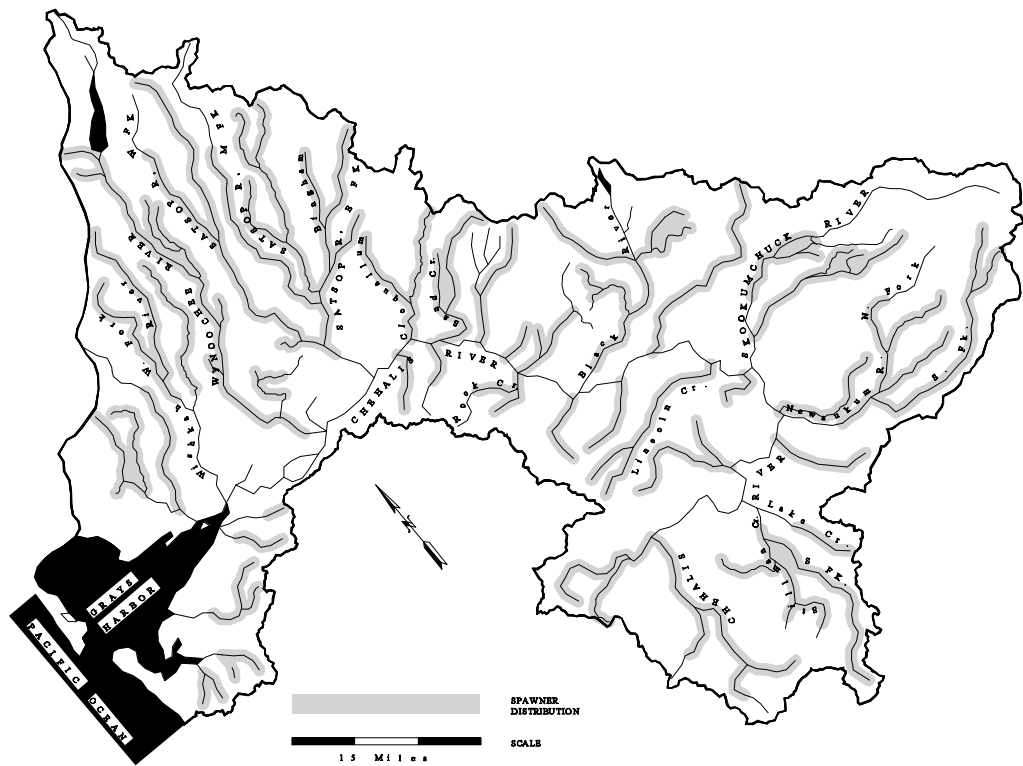 W FK
SATSOP R.
M FK
SATSOP R.
Bingham
E FK
SATSOP R.
Cloquallum
Sand Cr.
River
Black
SKOOKUMCHUCK RIVER
N. Fork
S. Fk.
Newaukum R.
W. Fork
River
Wishkah
WYNOOCHEE RIVER
CHEHALIS
RIVER
Rock Cr.
Lincoln Cr.
RIVER
Lake Cr.
S FK.
Stillman Cr.
CHEHALIS
N
GRAYS
HARBOR
PACIFIC OCEAN
SPAWNER
DISTRIBUTION
SCALE
15 Miles